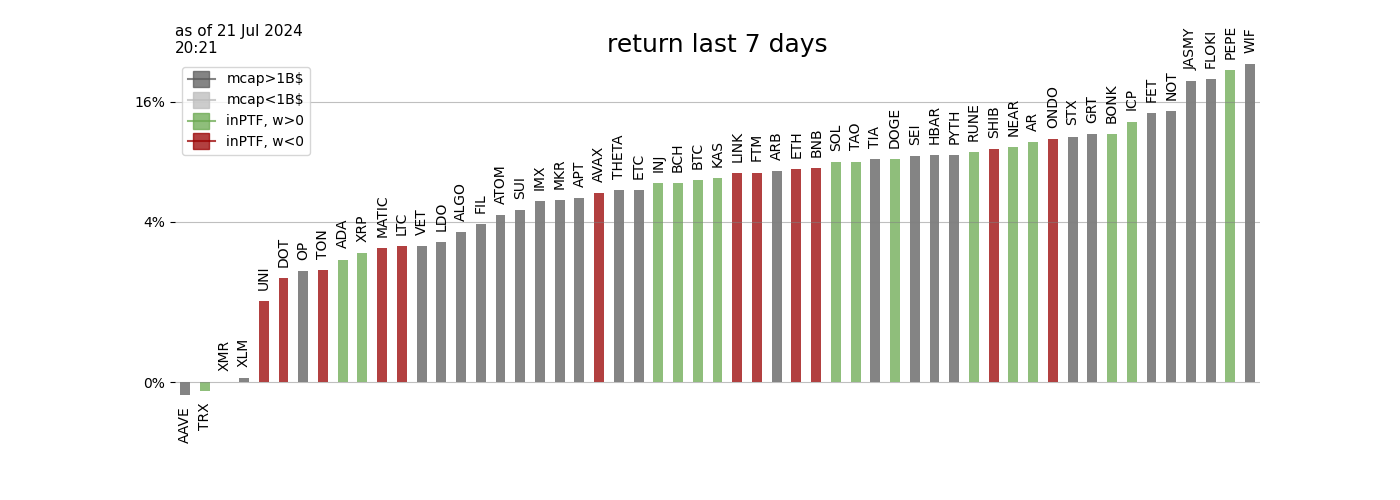 as of 21 Jul 2024
20:21
return last 7 days
mcap>1B$
mcap<1B$
inPTF, w>0
inPTF, w<0
16%
4%
0%
AAVE
TRX
XMR
XLM
UNI
DOT
OP
TON
ADA
XRP
MATIC
LTC
VET
LDO
ALGO
FIL
ATOM
SUI
IMX
MKR
APT
AVAX
THETA
ETC
INJ
BCH
BTC
KAS
LINK
FTM
ARB
ETH
BNB
SOL
TAO
TIA
DOGE
SEI
HBAR
PYTH
RUNE
SHIB
NEAR
AR
ONDO
STX
GRT
BONK
ICP
FET
NOT
JASMY
FLOKI
PEPE
WIF